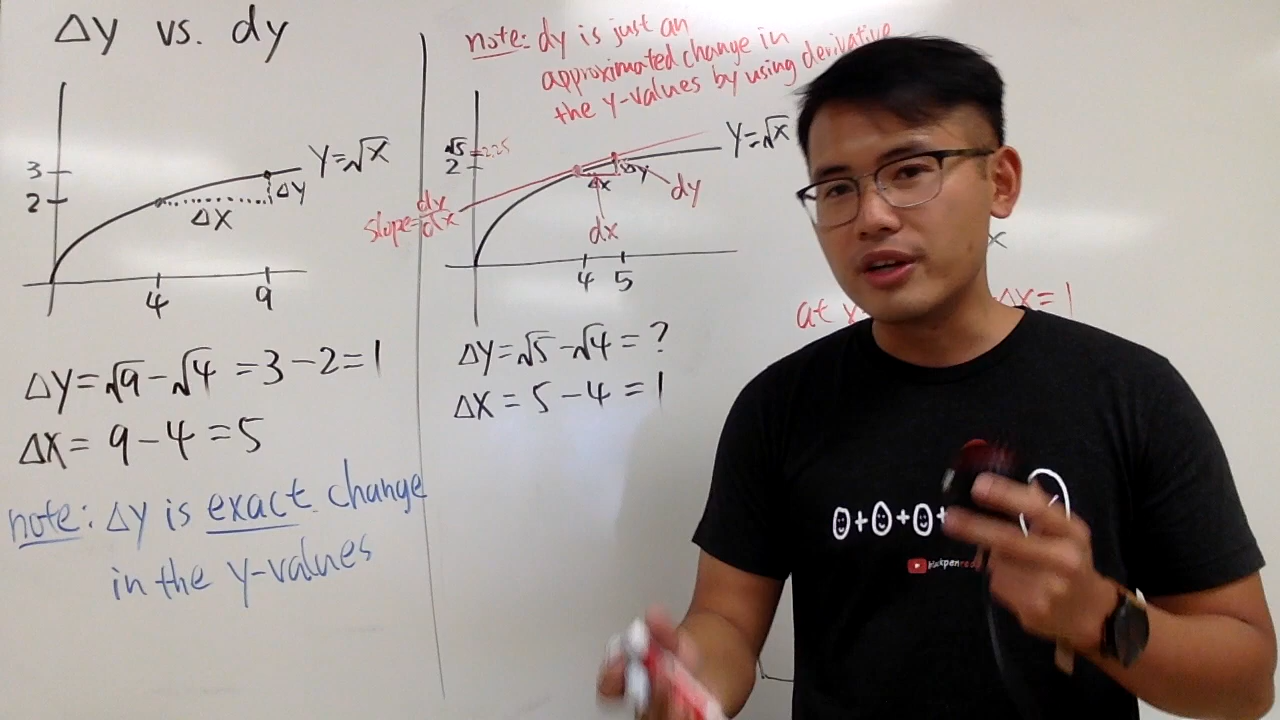 Δy vs. dy
3
2
y=√x
Δy
Δx
4
9
Δy=√9-√4=3-2=1
Δx= 9-4=5
note: Δy is exact change
in the y-values
note: dy is just an
approximated change in
the y-values by using derivative
√5
2.25
2
y=√x
Δx
Δy
dy
dx
slope=dy/dx
4
5
Δy=√5-√4=?
Δx=5-4=1
x
at
Δx=1
0+0+0+